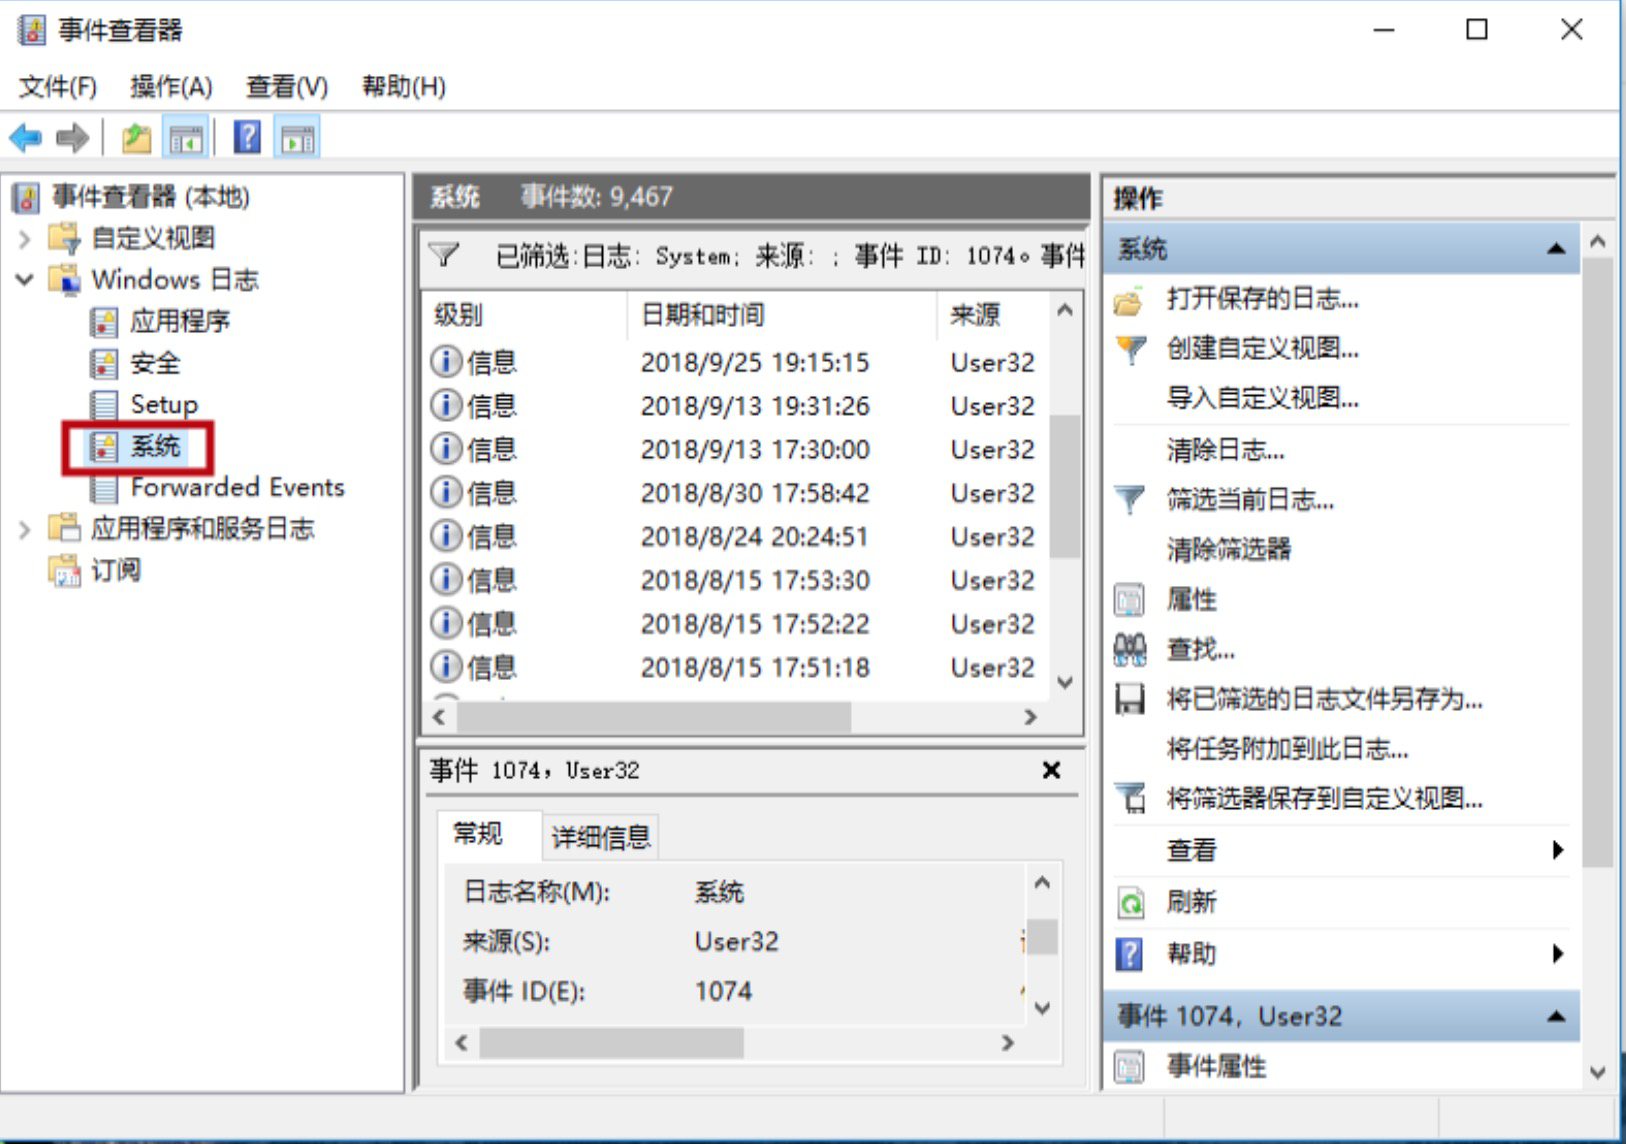 事件查看器
文件(F) 操作(A) 查看(V) 帮助(H)
事件查看器 (本地)
自定义视图
Windows 日志
应用程序
安全
Setup
系统
Forwarded Events
应用程序和服务日志
订阅
系统 事件数: 9,467
已筛选:日志: System; 来源: ; 事件 ID: 1074。事件
级别 日期和时间 来源
信息 2018/9/25 19:15:15 User32
信息 2018/9/13 19:31:26 User32
信息 2018/9/13 17:30:00 User32
信息 2018/8/30 17:58:42 User32
信息 2018/8/24 20:24:51 User32
信息 2018/8/15 17:53:30 User32
信息 2018/8/15 17:52:22 User32
信息 2018/8/15 17:51:18 User32
事件 1074，User32
常规 详细信息
日志名称(M): 系统
来源(S): User32
事件 ID(E): 1074
操作
系统
打开保存的日志...
创建自定义视图...
导入自定义视图...
清除日志...
筛选当前日志...
清除筛选器
属性
查找...
将已筛选的日志文件另存为...
将任务附加到此日志...
将筛选器保存到自定义视图...
查看
刷新
帮助
事件 1074，User32
事件属性